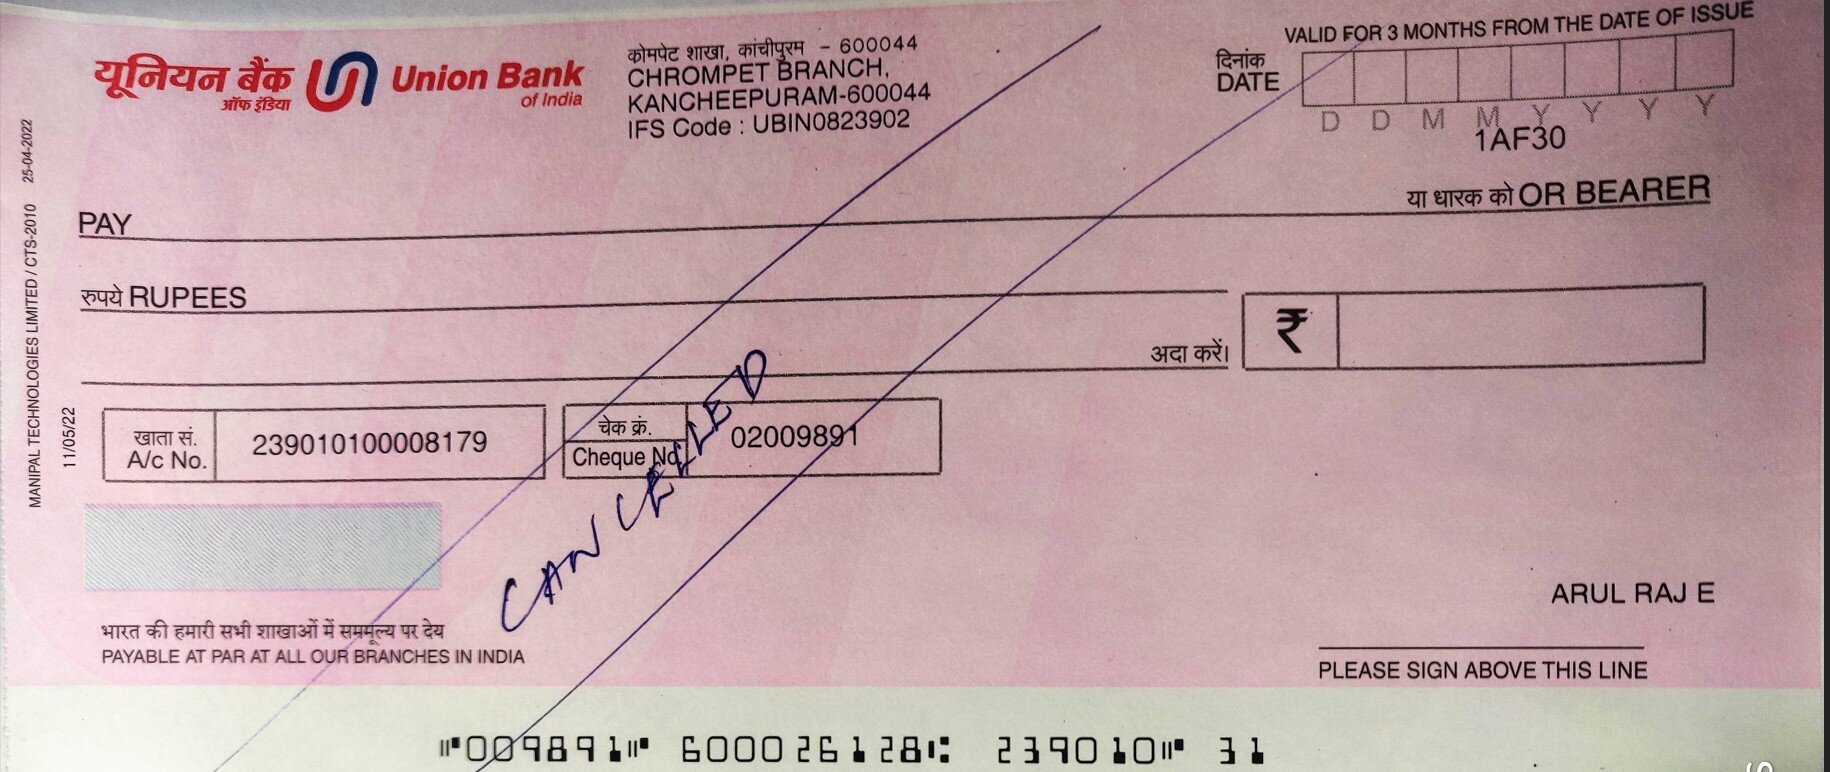 VALID FOR 3 MONTHS FROM THE DATE OF ISSUE
यूनियन बैंक
ऑफ इंडिया
Union Bank
of India
कोमपेट शाखा, कांचीपुरम - 600044
CHROMPET BRANCH,
KANCHEEPURAM-600044
IFS Code : UBIN0823902
दिनांक
DATE
D D M M Y Y Y Y
1AF30
PAY
या धारक को OR BEARER
रुपये RUPEES
अदा करें।
₹
खाता सं.
A/c No.
239010100008179
चेक क्रं.
Cheque No.
02009891
CANCELLED
MANIPAL TECHNOLOGIES LIMITED / CTS-2010 25-04-2022
11/05/22
भारत की हमारी सभी शाखाओं में सममूल्य पर देय
PAYABLE AT PAR AT ALL OUR BRANCHES IN INDIA
ARUL RAJ E
PLEASE SIGN ABOVE THIS LINE
⑈009891⑈ 600026128⑆ 239010⑈ 31